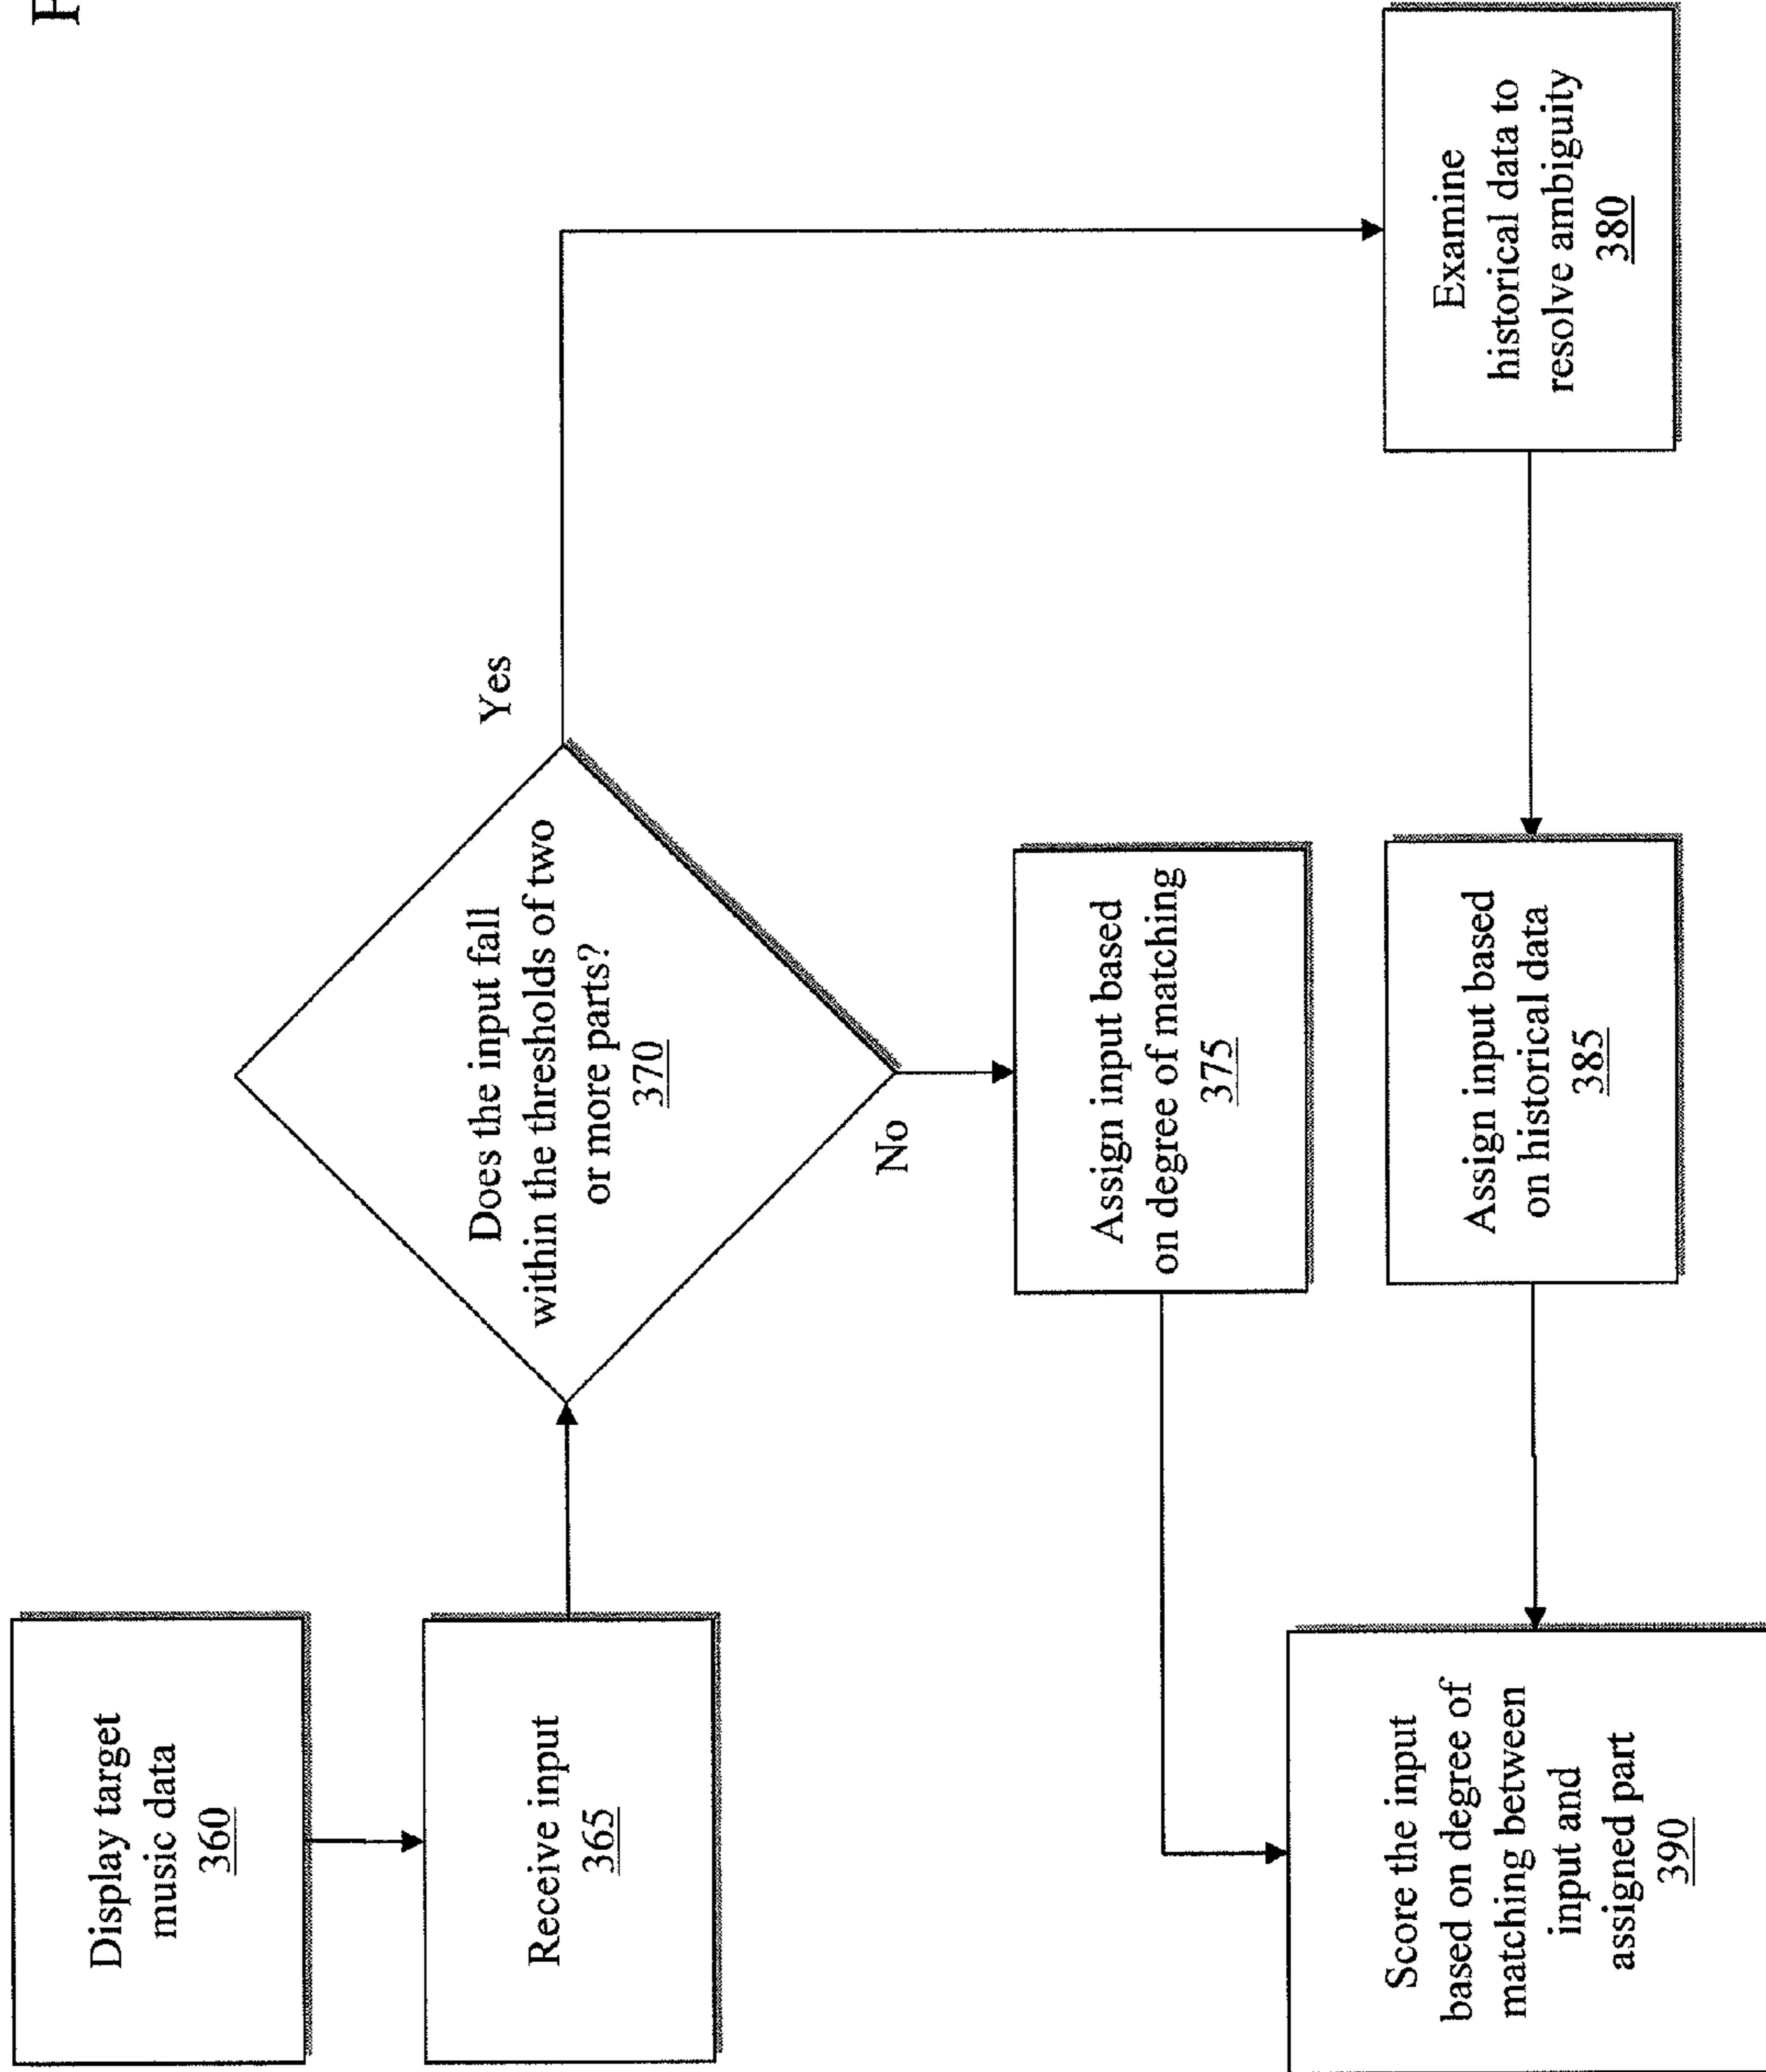 Display target
music data
360
Receive input
365
Does the input fall
within the thresholds of two
or more parts?
370
Yes
No
Assign input based
on degree of matching
375
Examine
historical data to
resolve ambiguity
380
Assign input based
on historical data
385
Score the input
based on degree of
matching between
input and
assigned part
390